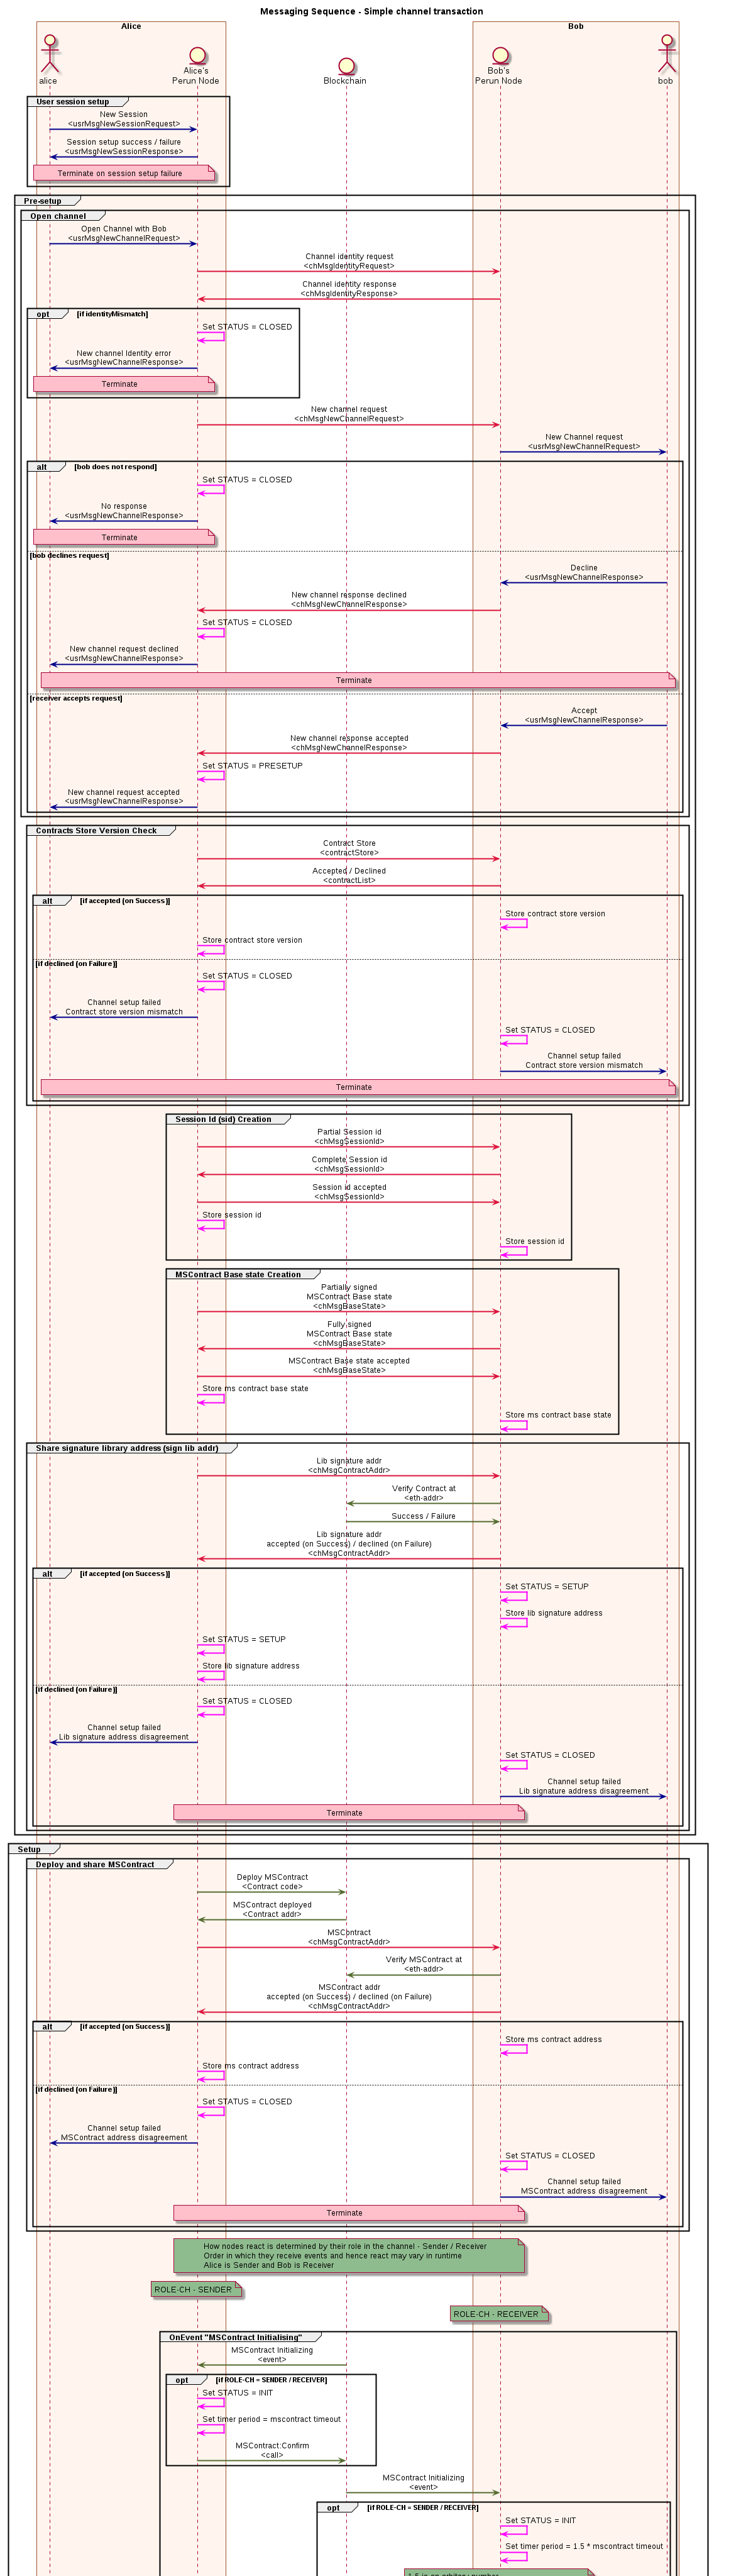 Messaging Sequence - Simple channel transaction
Alice
Bob
alice
Alice's
Perun Node
Blockchain
Bob's
Perun Node
bob
User session setup
New Session
<usrMsgNewSessionRequest>
Session setup success / failure
<usrMsgNewSessionResponse>
Terminate on session setup failure
Pre-setup
Open channel
Open Channel with Bob
<usrMsgNewChannelRequest>
Channel identity request
<chMsgIdentityRequest>
Channel identity response
<chMsgIdentityResponse>
opt
[if identityMismatch]
Set STATUS = CLOSED
New channel Identity error
<usrMsgNewChannelResponse>
Terminate
New channel request
<chMsgNewChannelRequest>
New Channel request
<usrMsgNewChannelRequest>
alt
[bob does not respond]
Set STATUS = CLOSED
No response
<usrMsgNewChannelResponse>
Terminate
[bob declines request]
Decline
<usrMsgNewChannelResponse>
New channel response declined
<chMsgNewChannelResponse>
Set STATUS = CLOSED
New channel request declined
<usrMsgNewChannelResponse>
Terminate
[receiver accepts request]
Accept
<usrMsgNewChannelResponse>
New channel response accepted
<chMsgNewChannelResponse>
Set STATUS = PRESETUP
New channel request accepted
<usrMsgNewChannelResponse>
Contracts Store Version Check
Contract Store
<contractStore>
Accepted / Declined
<contractList>
alt
[if accepted (on Success)]
Store contract store version
Store contract store version
[if declined (on Failure)]
Set STATUS = CLOSED
Channel setup failed
Contract store version mismatch
Set STATUS = CLOSED
Channel setup failed
Contract store version mismatch
Terminate
Session Id (sid) Creation
Partial Session id
<chMsgSessionId>
Complete Session id
<chMsgSessionId>
Session id accepted
<chMsgSessionId>
Store session id
Store session id
MSContract Base state Creation
Partially signed
MSContract Base state
<chMsgBaseState>
Fully signed
MSContract Base state
<chMsgBaseState>
MSContract Base state accepted
<chMsgBaseState>
Store ms contract base state
Store ms contract base state
Share signature library address (sign lib addr)
Lib signature addr
<chMsgContractAddr>
Verify Contract at
<eth-addr>
Success / Failure
Lib signature addr
accepted (on Success) / declined (on Failure)
<chMsgContractAddr>
alt
[if accepted (on Success)]
Set STATUS = SETUP
Store lib signature address
Set STATUS = SETUP
Store lib signature address
[if declined (on Failure)]
Set STATUS = CLOSED
Channel setup failed
Lib signature address disagreement
Set STATUS = CLOSED
Channel setup failed
Lib signature address disagreement
Terminate
Setup
Deploy and share MSContract
Deploy MSContract
<Contract code>
MSContract deployed
<Contract addr>
MSContract
<chMsgContractAddr>
Verify MSContract at
<eth-addr>
MSContract addr
accepted (on Success) / declined (on Failure)
<chMsgContractAddr>
alt
[if accepted (on Success)]
Store ms contract address
Store ms contract address
[if declined (on Failure)]
Set STATUS = CLOSED
Channel setup failed
MSContract address disagreement
Set STATUS = CLOSED
Channel setup failed
MSContract address disagreement
Terminate
How nodes react is determined by their role in the channel - Sender / Receiver
Order in which they receive events and hence react may vary in runtime
Alice is Sender and Bob is Receiver
ROLE-CH - SENDER
ROLE-CH - RECEIVER
OnEvent "MSContract Initialising"
MSContract Initializing
<event>
opt
[if ROLE-CH = SENDER / RECEIVER]
Set STATUS = INIT
Set timer period = mscontract timeout
MSContract:Confirm
<call>
MSContract Initializing
<event>
opt
[if ROLE-CH = SENDER / RECEIVER]
Set STATUS = INIT
Set timer period = 1.5 * mscontract timeout